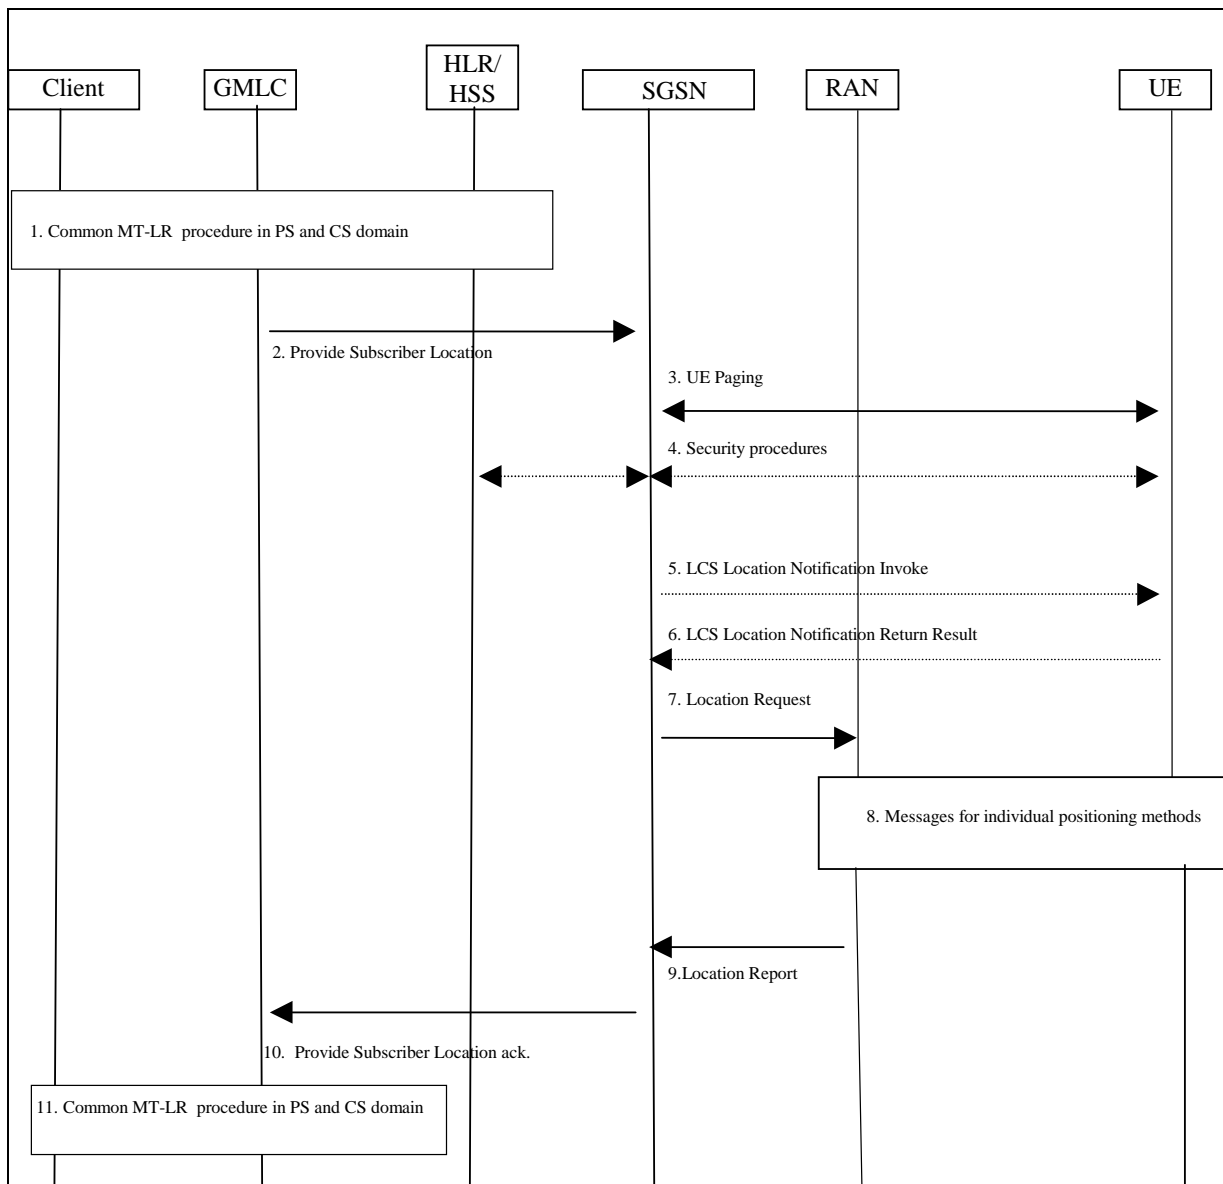 Client
GMLC
HLR/
HSS
SGSN
RAN
UE
1. Common MT-LR procedure in PS and CS domain
2. Provide Subscriber Location
3. UE Paging
4. Security procedures
5. LCS Location Notification Invoke
6. LCS Location Notification Return Result
7. Location Request
8. Messages for individual positioning methods
9.Location Report
10. Provide Subscriber Location ack.
11. Common MT-LR procedure in PS and CS domain